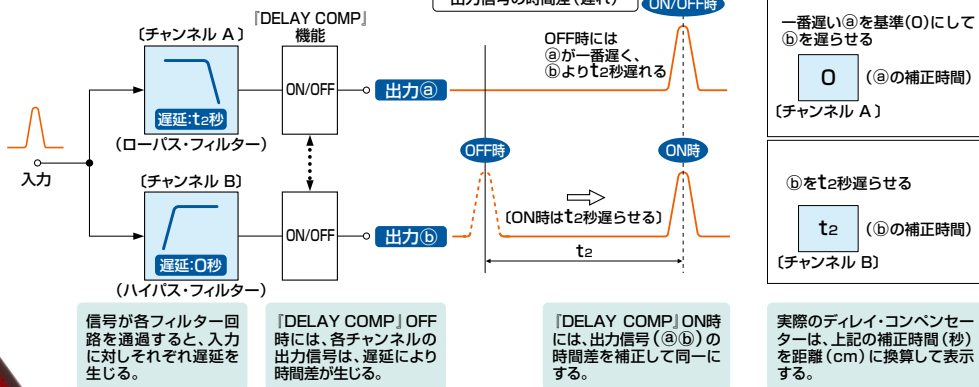 出力信号の時間差(遅れ)
ON/OFF時
〔チャンネル A 〕
『DELAY COMP』
機能
遅延:t2秒
(ローパス・フィルター)
ON/OFF
出力ⓐ
OFF時には
ⓐが一番遅く、
ⓑよりt2秒遅れる
一番遅いⓐを基準(0)にして
ⓑを遅らせる
0
(ⓐの補正時間)
〔チャンネル A 〕
入力
〔チャンネル B〕
遅延:0秒
(ハイパス・フィルター)
ON/OFF
出力ⓑ
OFF時
ON時
〔ON時はt2秒遅らせる〕
t2
ⓑをt2秒遅らせる
t2
(ⓑの補正時間)
〔チャンネル B〕
信号が各フィルター回
路を通過すると、入力
に対しそれぞれ遅延を
生じる。
『DELAY COMP』OFF
時には、各チャンネルの
出力信号は、遅延により
時間差が生じる。
『DELAY COMP』ON時
には、出力信号(ⓐⓑ)の
時間差を補正して同一に
する。
実際のディレイ・コンペンセー
ターは、上記の補正時間(秒)
を距離(cm)に換算して表示
する。